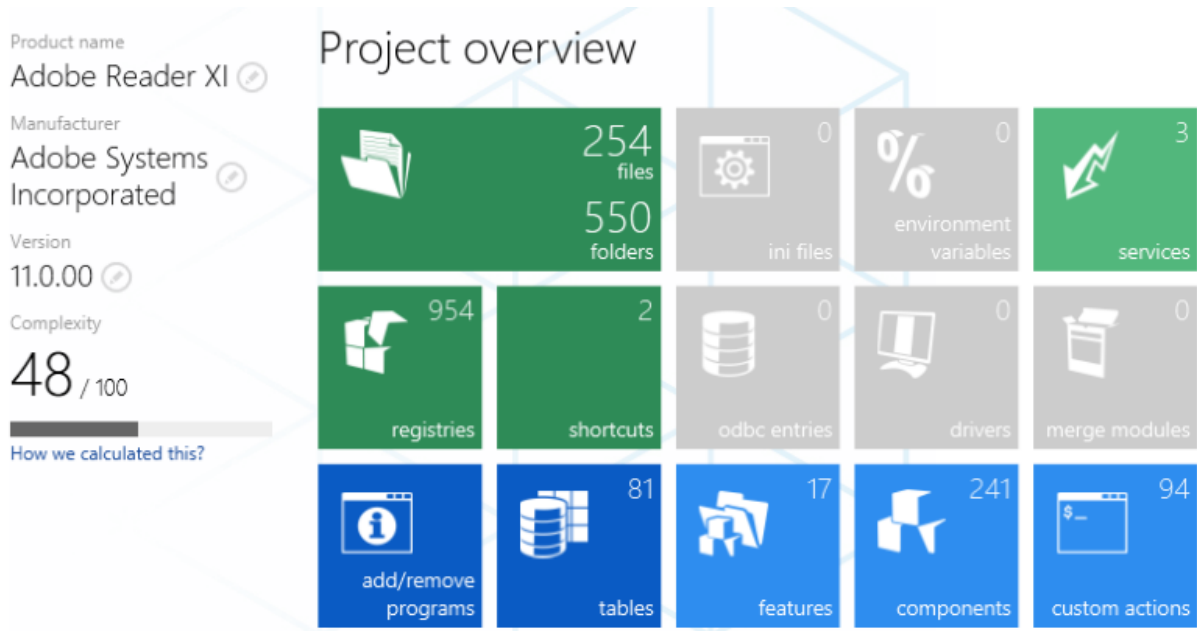 Product name
Adobe Reader XI
Manufacturer
Adobe Systems
Incorporated
Version
11.0.00
Complexity
48 / 100
How we calculated this?
Project overview
254
files
550
folders
0
ini files
0
environment
variables
3
services
954
registries
2
shortcuts
0
odbc entries
0
drivers
0
merge modules
add/remove
programs
81
tables
17
features
241
components
$_
94
custom actions